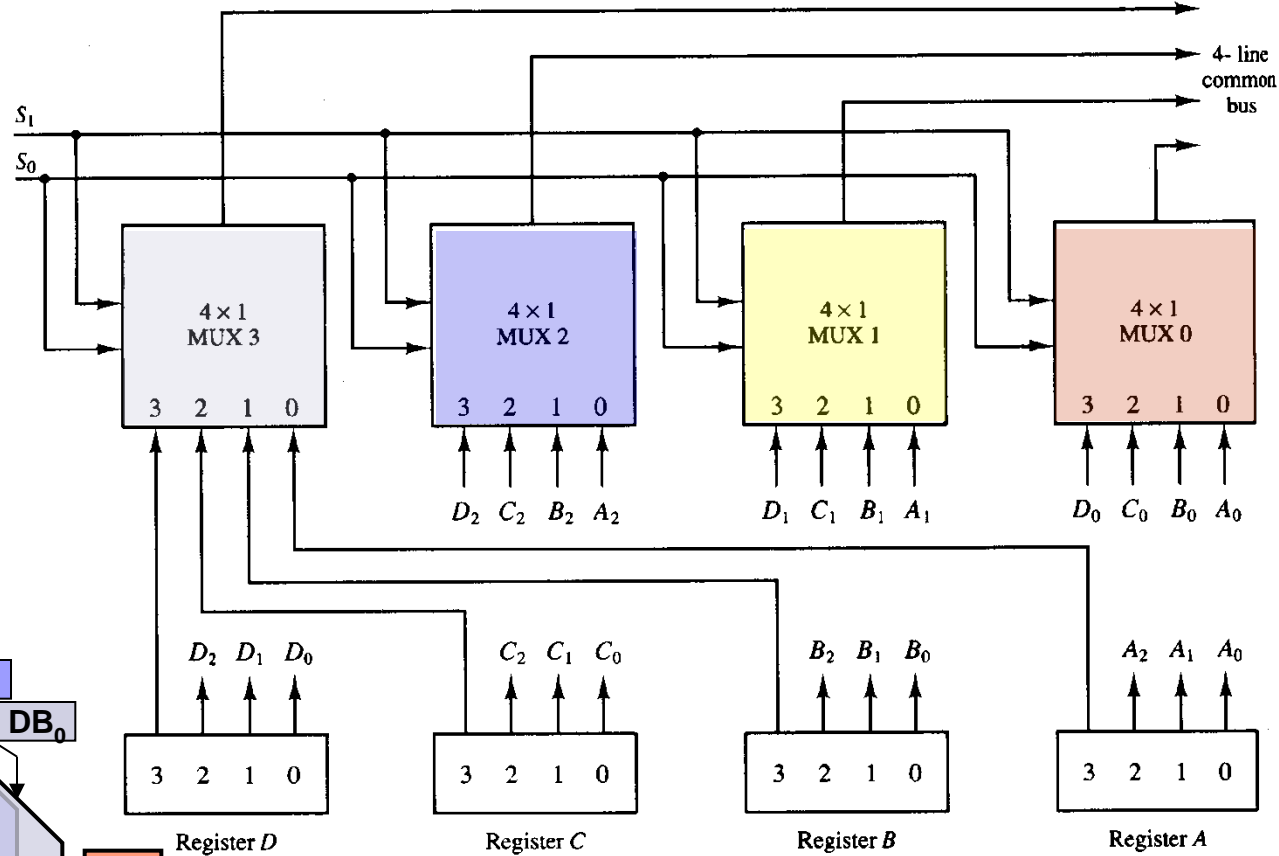 4- line
common
bus
S₁
S₀
4 × 1
MUX 3
3 2 1 0
4 × 1
MUX 2
3 2 1 0
4 × 1
MUX 1
3 2 1 0
4 × 1
MUX 0
3 2 1 0
D₂ C₂ B₂ A₂
D₁ C₁ B₁ A₁
D₀ C₀ B₀ A₀
D₂ D₁ D₀
C₂ C₁ C₀
B₂ B₁ B₀
A₂ A₁ A₀
DB₀
3 2 1 0
3 2 1 0
3 2 1 0
3 2 1 0
Register D
Register C
Register B
Register A